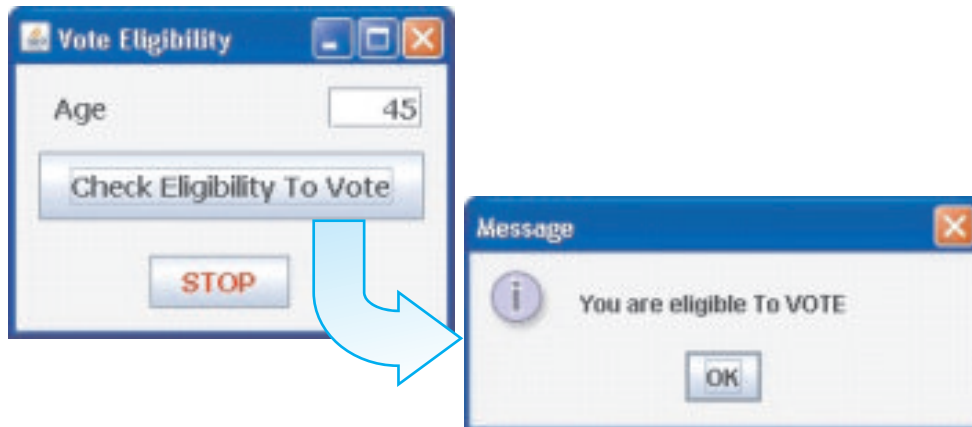 Vote Eligibility
Age 45
Check Eligibility To Vote
STOP
Message
You are eligible To VOTE
OK